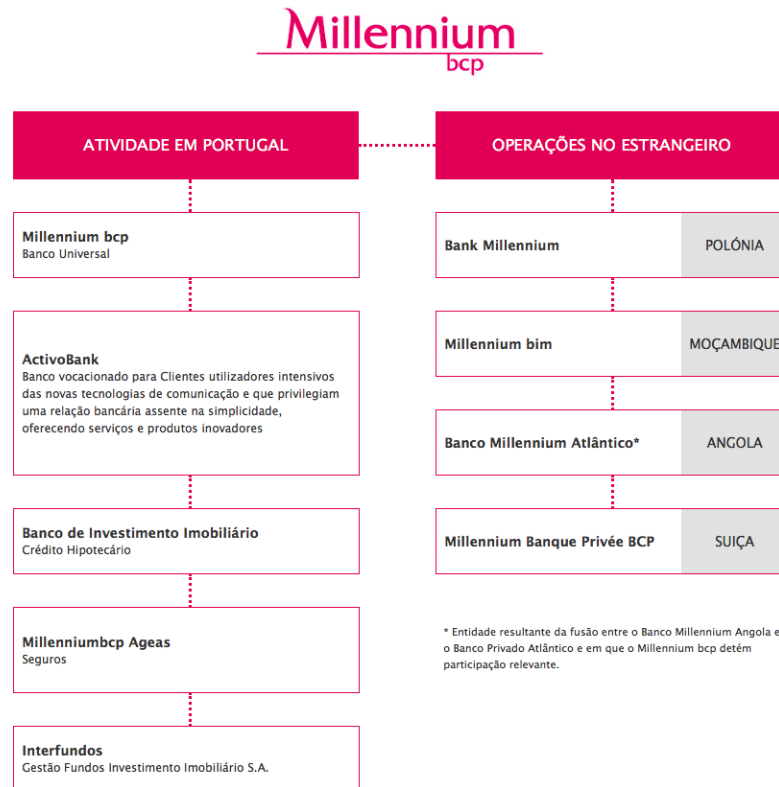 Millennium
bcp
ATIVIDADE EM PORTUGAL
Millennium bcp
Banco Universal
ActivoBank
Banco vocacionado para Clientes utilizadores intensivos
das novas tecnologias de comunicação e que privilegiam
uma relação bancária assente na simplicidade,
oferecendo serviços e produtos inovadores
Banco de Investimento Imobiliário
Crédito Hipotecário
Millenniumbcp Ageas
Seguros
Interfundos
Gestão Fundos Investimento Imobiliário S.A.
OPERAÇÕES NO ESTRANGEIRO
Bank Millennium POLÓNIA
Millennium bim MOÇAMBIQUE
Banco Millennium Atlântico* ANGOLA
Millennium Banque Privée BCP SUIÇA
* Entidade resultante da fusão entre o Banco Millennium Angola e
o Banco Privado Atlântico e em que o Millennium bcp detém
participação relevante.